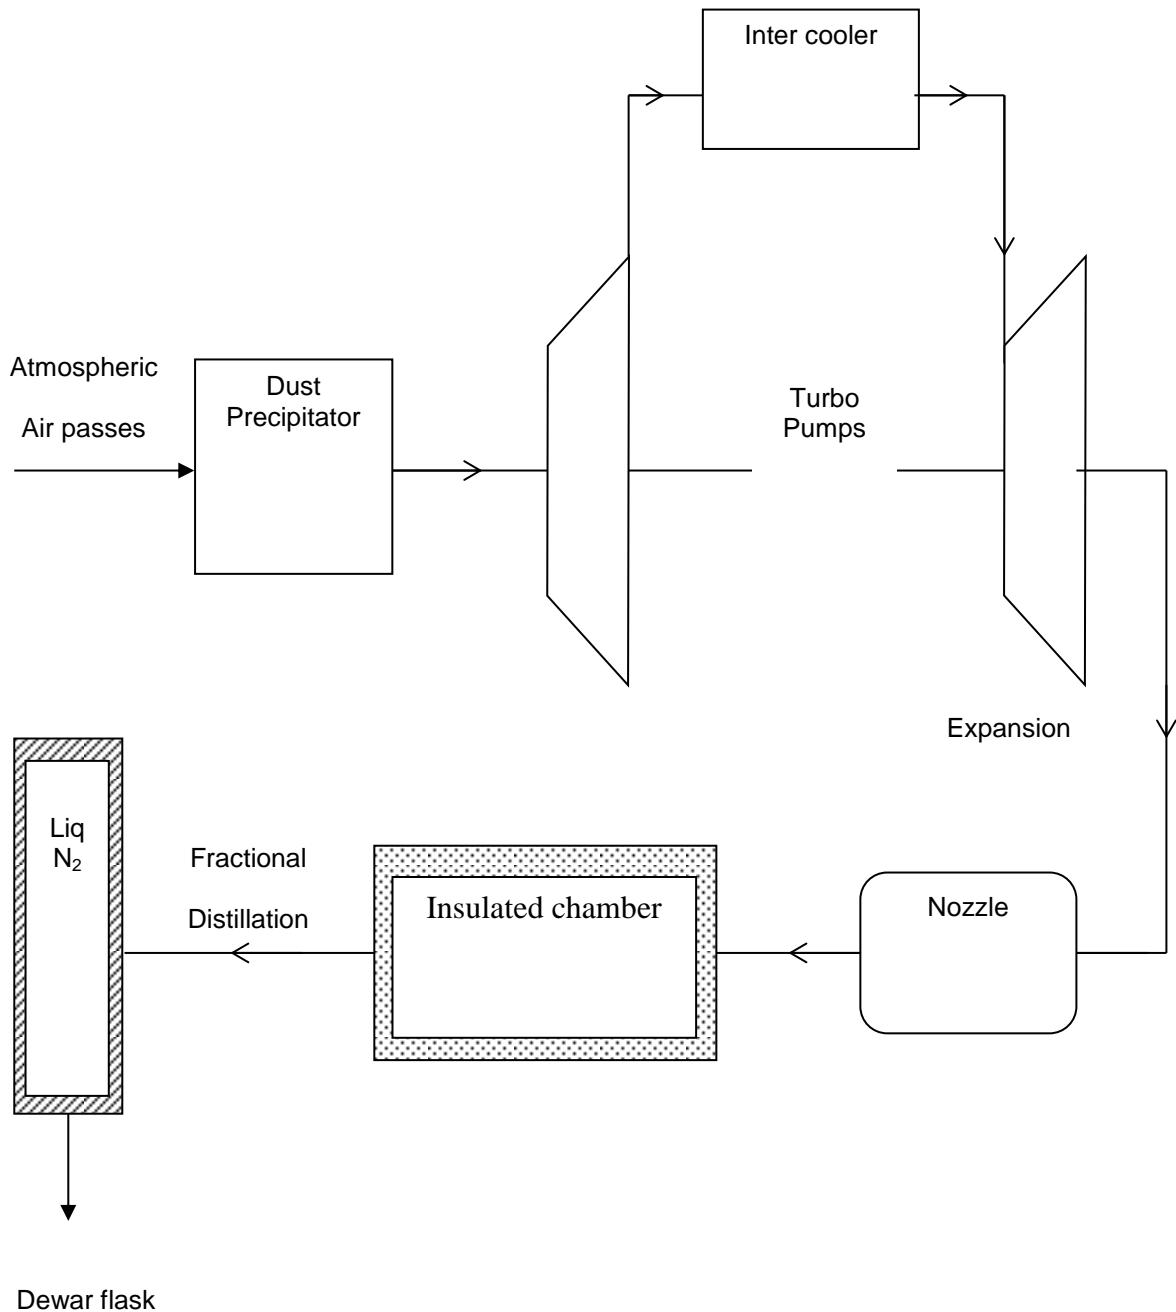 Inter cooler
Atmospheric
Air passes
Dust
Precipitator
Turbo
Pumps
Expansion
Liq
N₂
Fractional
Distillation
Insulated chamber
Nozzle
Dewar flask